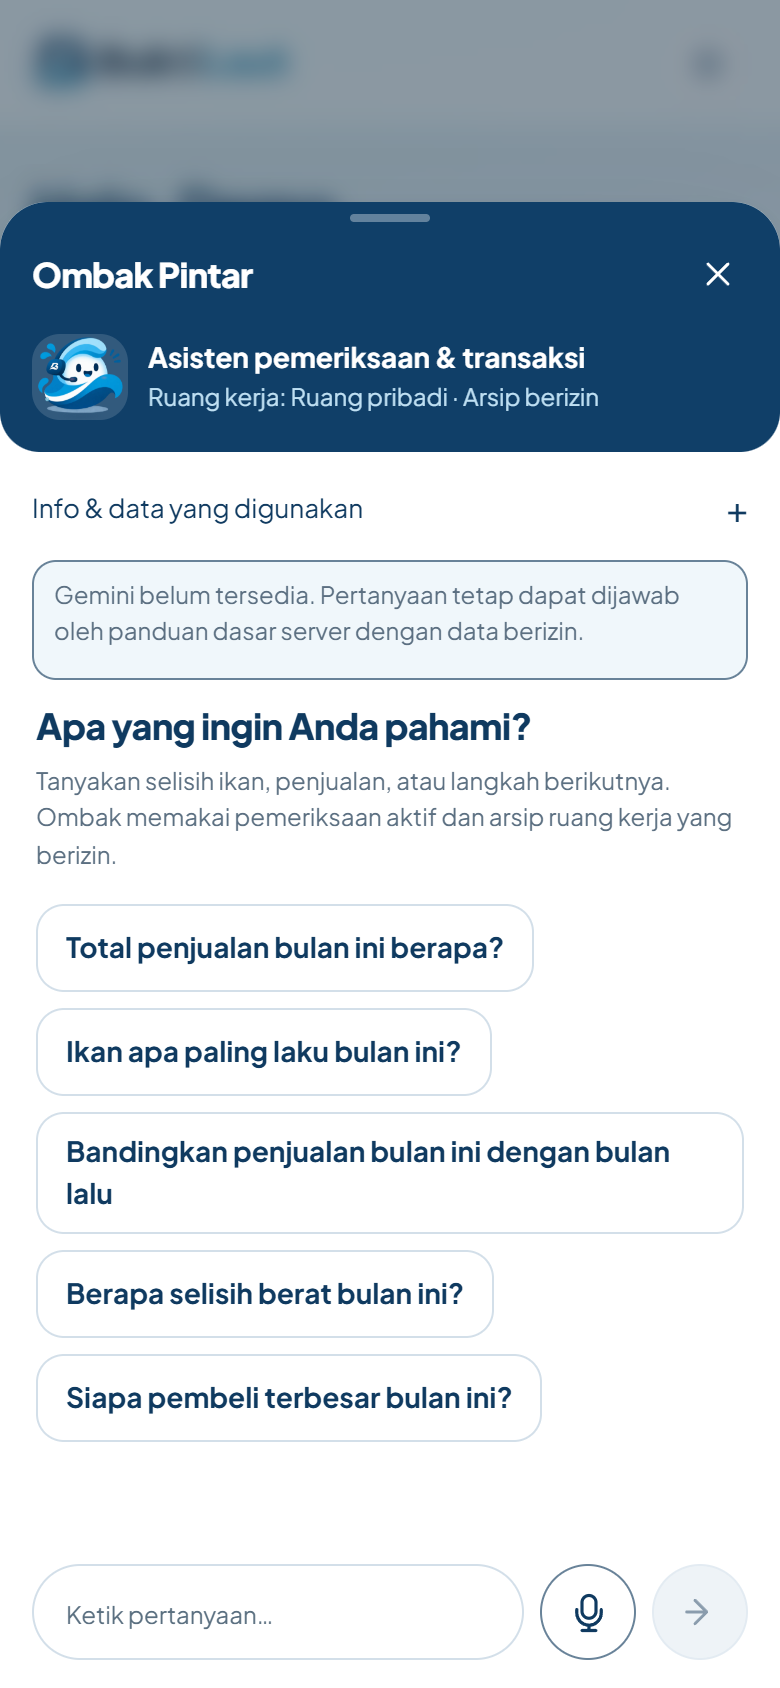 Ombak Pintar
Asisten pemeriksaan & transaksi
Ruang kerja: Ruang pribadi · Arsip berizin
Info & data yang digunakan
+
Gemini belum tersedia. Pertanyaan tetap dapat dijawab
oleh panduan dasar server dengan data berizin.
Apa yang ingin Anda pahami?
Tanyakan selisih ikan, penjualan, atau langkah berikutnya.
Ombak memakai pemeriksaan aktif dan arsip ruang kerja yang
berizin.
Total penjualan bulan ini berapa?
Ikan apa paling laku bulan ini?
Bandingkan penjualan bulan ini dengan bulan
lalu
Berapa selisih berat bulan ini?
Siapa pembeli terbesar bulan ini?
Ketik pertanyaan...